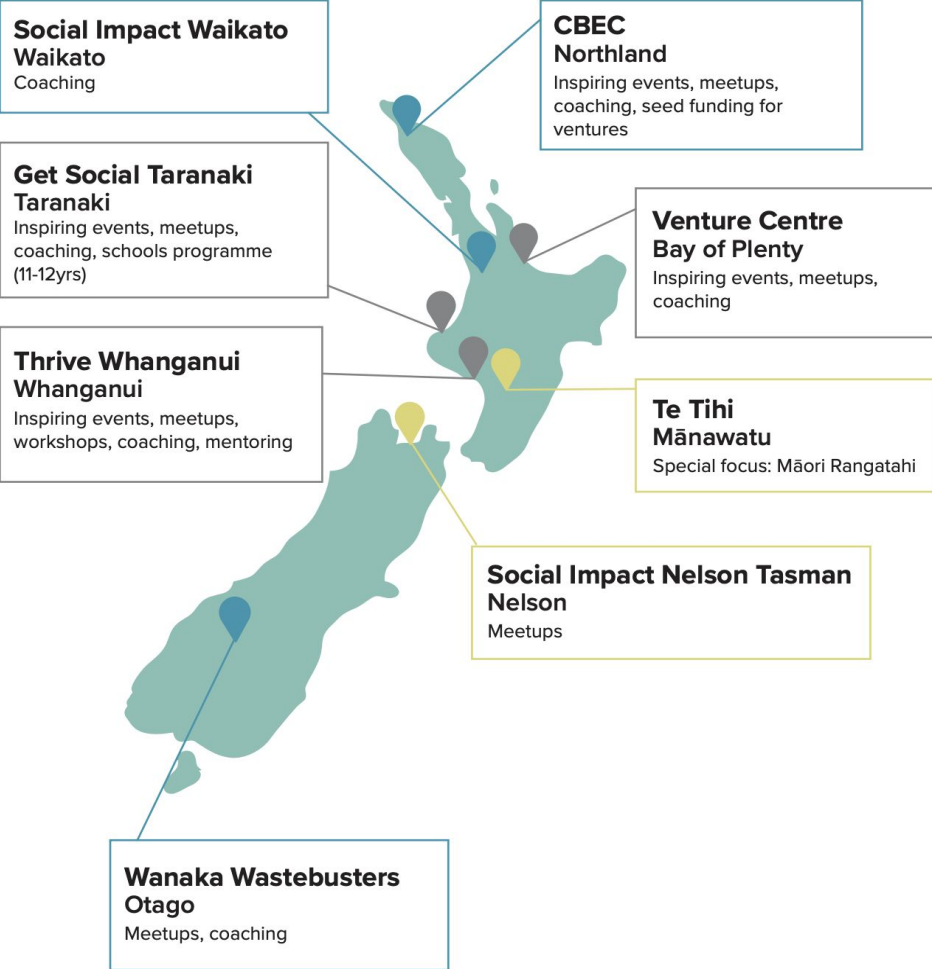 Social Impact Waikato
Waikato
Coaching
CBEC
Northland
Inspiring events, meetups,
coaching, seed funding for
ventures
Get Social Taranaki
Taranaki
Inspiring events, meetups,
coaching, schools programme
(11-12yrs)
Venture Centre
Bay of Plenty
Inspiring events, meetups,
coaching
Thrive Whanganui
Whanganui
Inspiring events, meetups,
workshops, coaching, mentoring
Te Tihi
Mānawatu
Special focus: Māori Rangatahi
Social Impact Nelson Tasman
Nelson
Meetups
Wanaka Wastebusters
Otago
Meetups, coaching